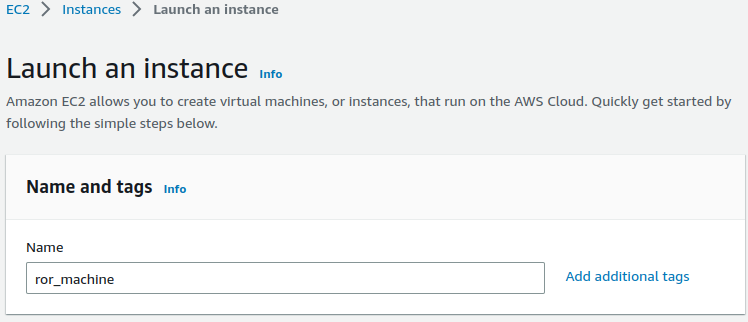 EC2 > Instances > Launch an instance
Launch an instance Info
Amazon EC2 allows you to create virtual machines, or instances, that run on the AWS Cloud. Quickly get started by
following the simple steps below.
Name and tags Info
Name
ror_machine Add additional tags